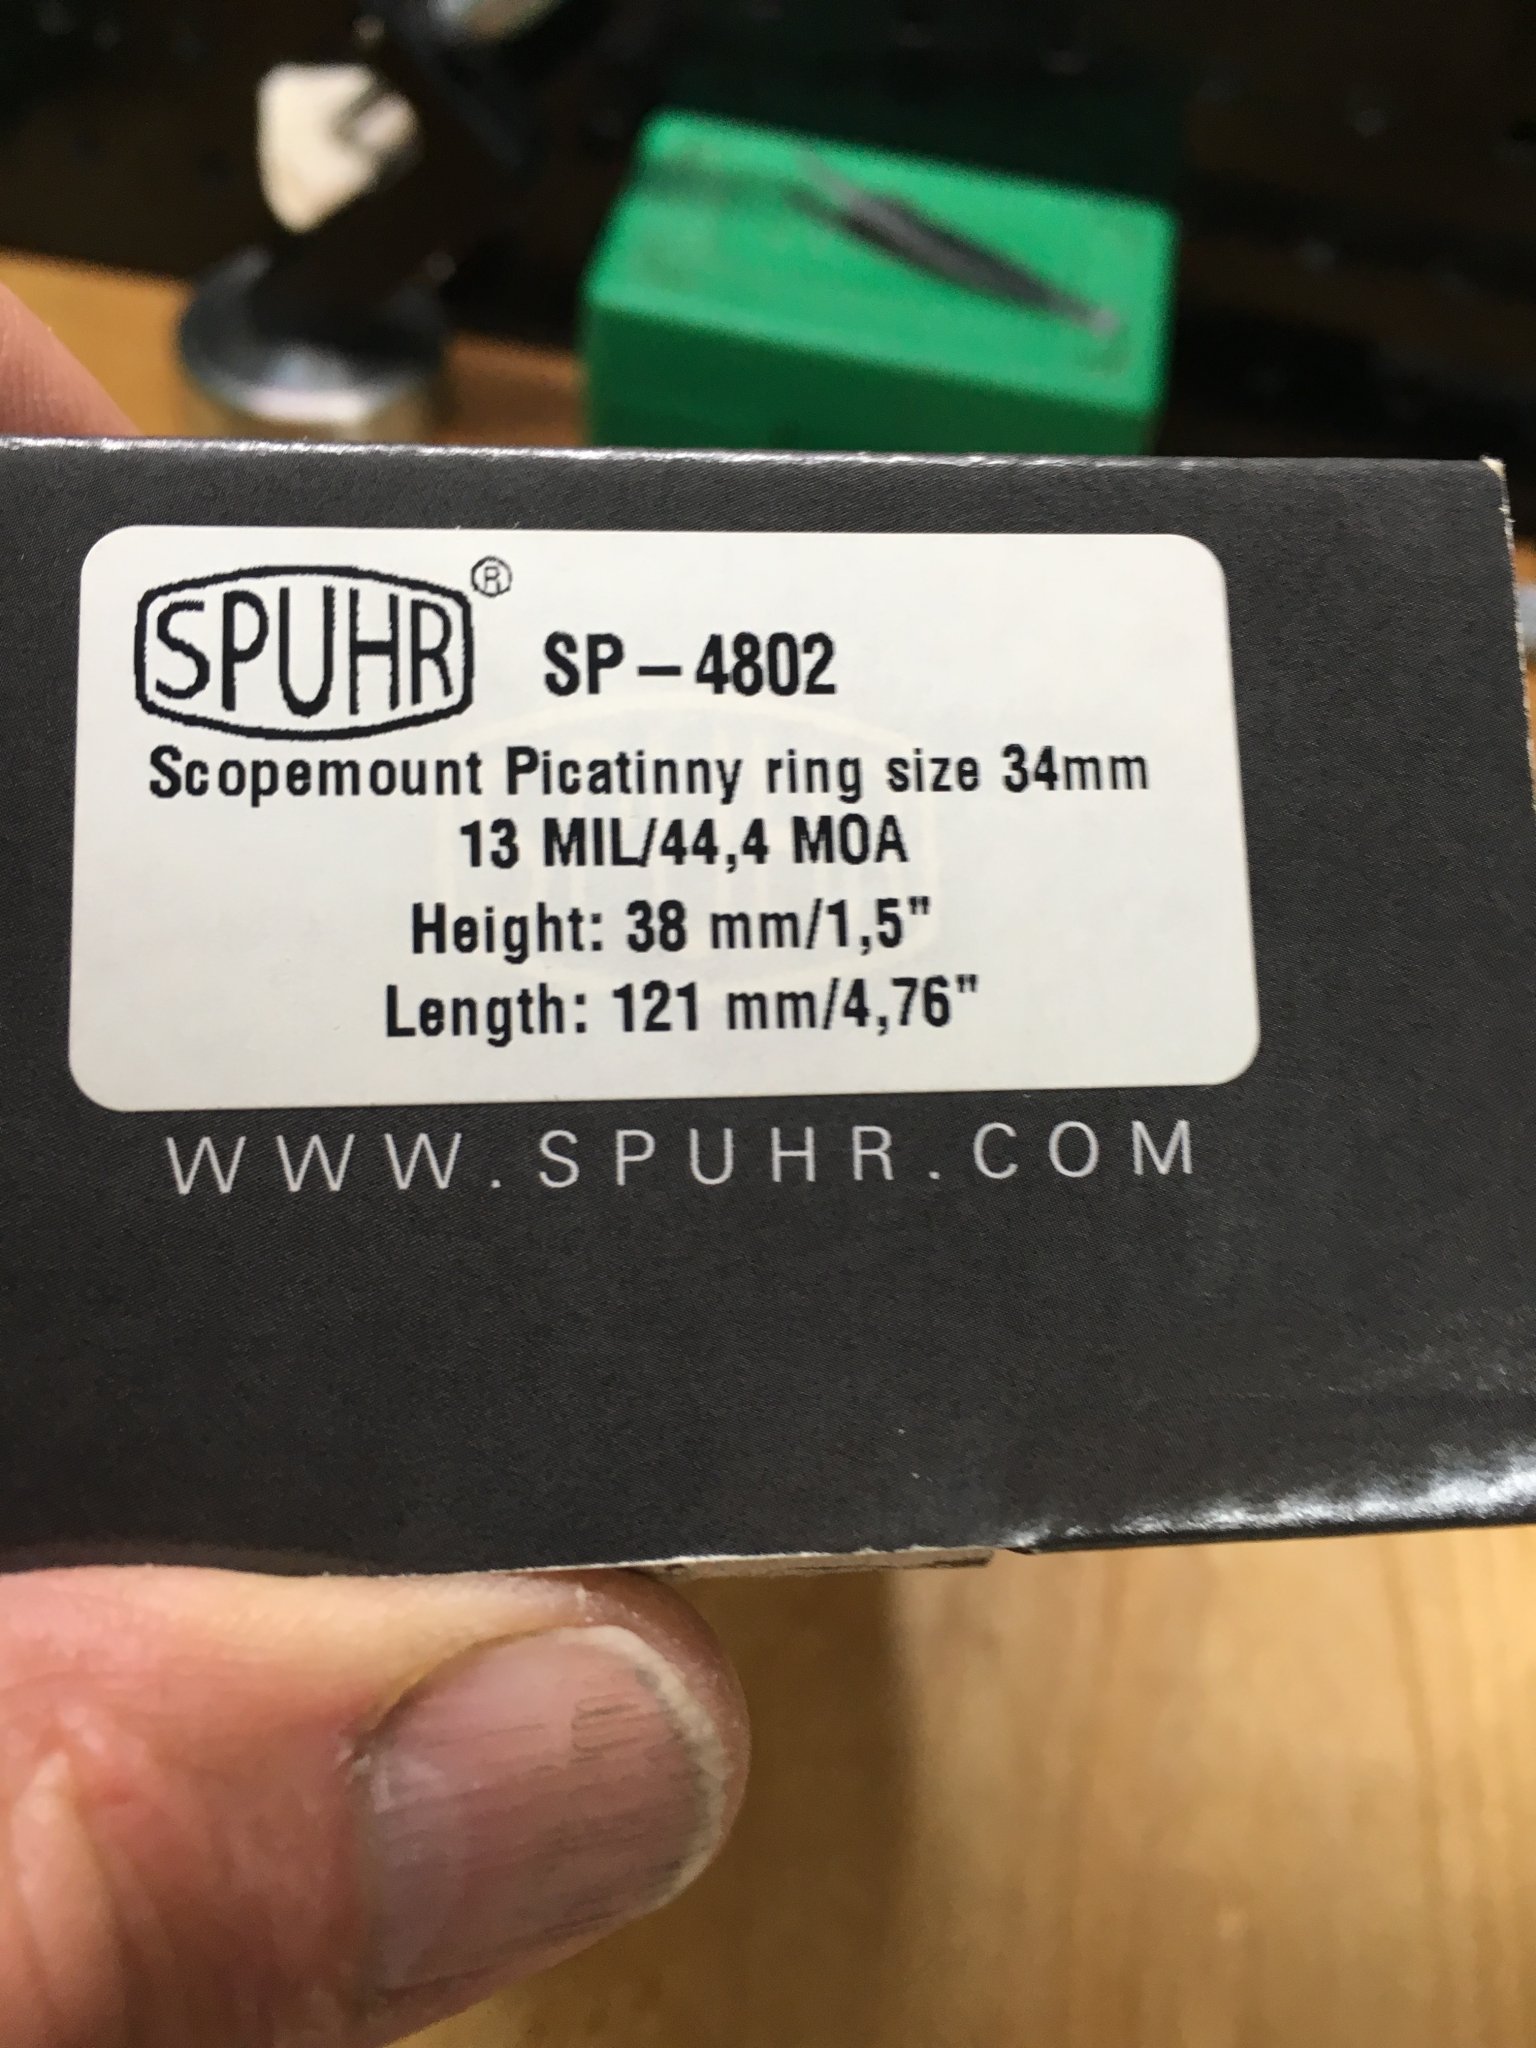 SPUHR® SP-4802
Scopemount Picatinny ring size 34mm
13 MIL/44,4 MOA
Height: 38 mm/1,5"
Length: 121 mm/4,76"
WWW.SPUHR.COM